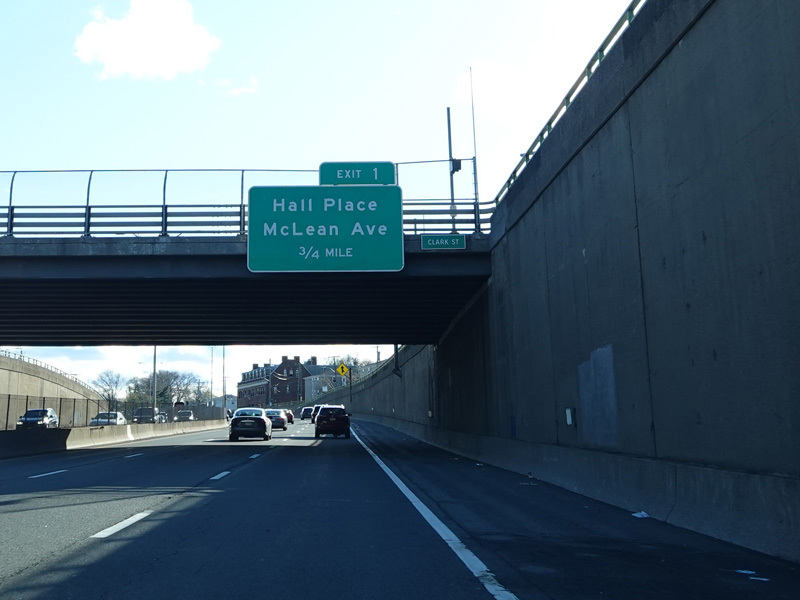 EXIT 1
Hall Place
McLean Ave
3/4 MILE
CLARK ST